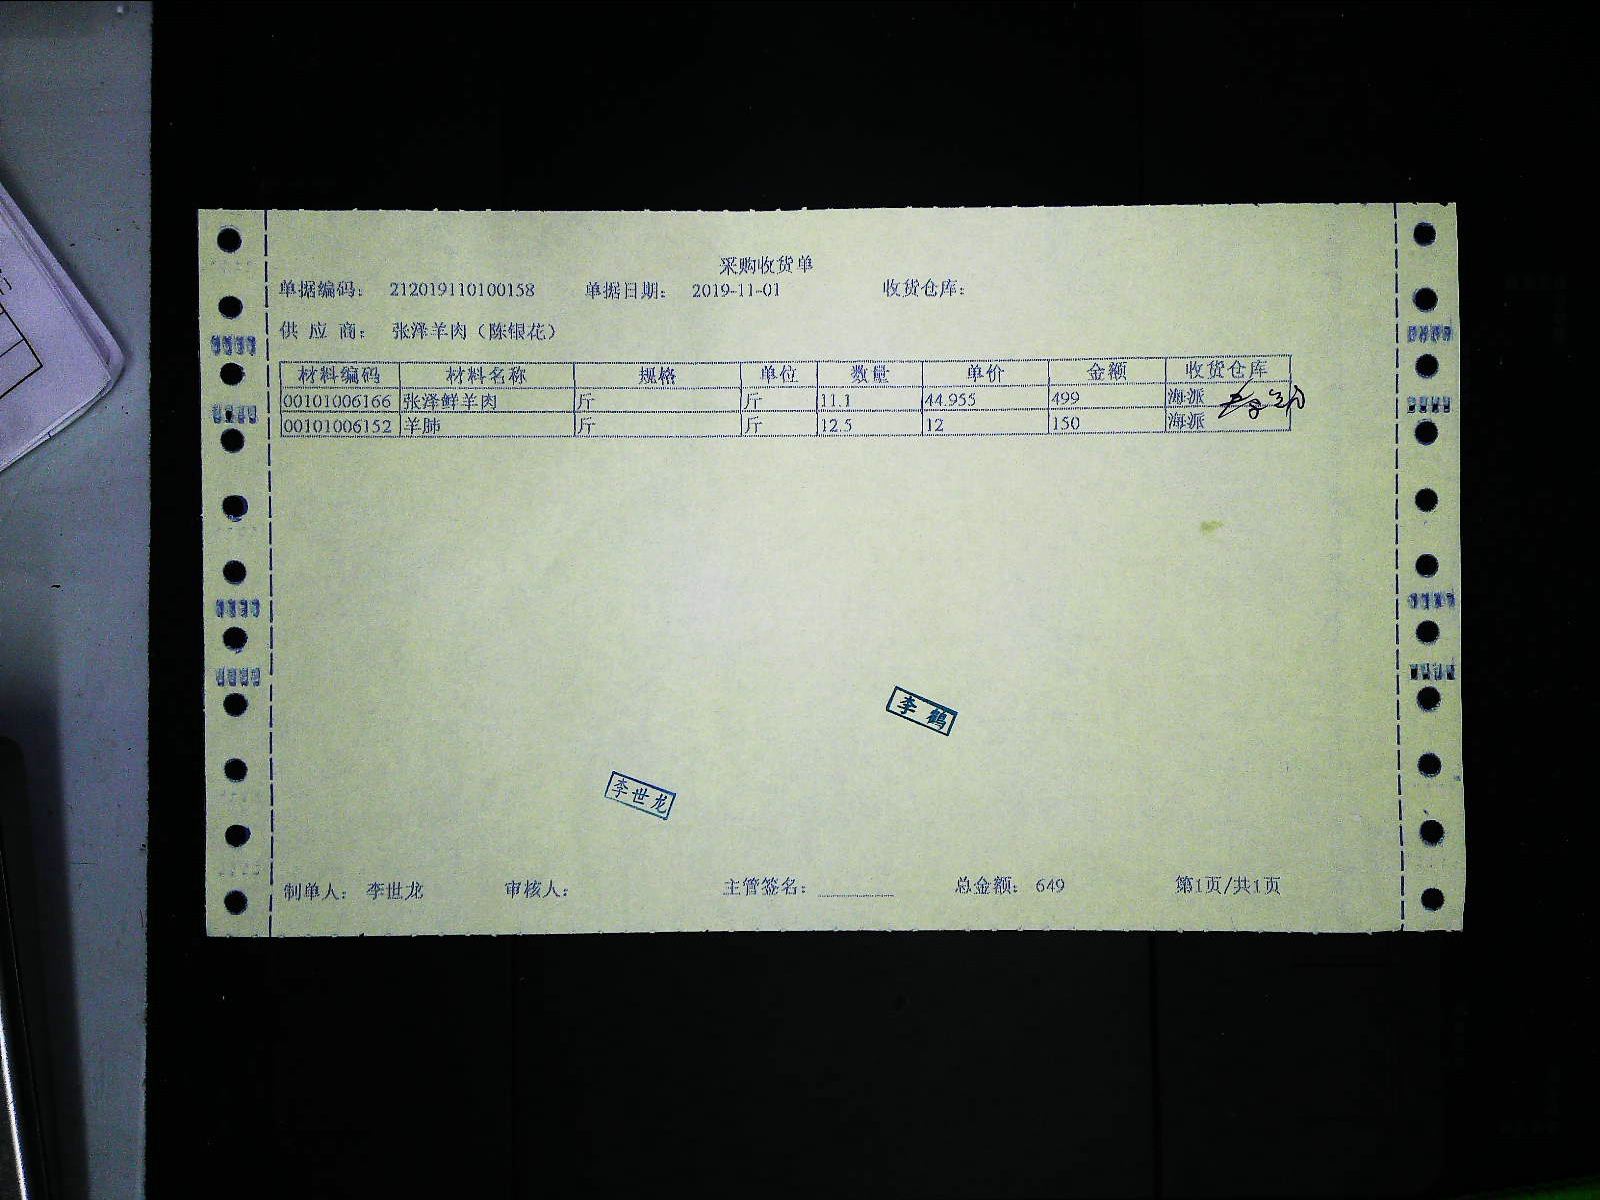 采购收货单
单据编码： 212019110100158 单据日期： 2019-11-01 收货仓库：
供 应 商： 张泽羊肉（陈银花）
材料编码 材料名称 规格 单位 数量 单价 金额 收货仓库
00101006166 张泽鲜羊肉 斤 斤 11.1 44.955 499 海派
00101006152 羊肺 斤 斤 12.5 12 150 海派
李鹤
李世龙
制单人： 李世龙 审核人： 主管签名： 总金额： 649 第1页/共1页